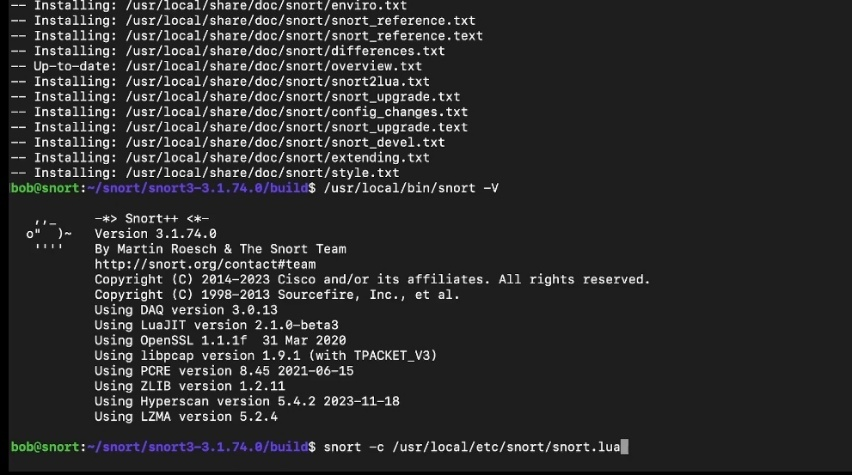 -- Installing: /usr/local/share/doc/snort/enviro.txt
-- Installing: /usr/local/share/doc/snort/snort_reference.txt
-- Installing: /usr/local/share/doc/snort/snort_reference.text
-- Installing: /usr/local/share/doc/snort/differences.txt
-- Up-to-date: /usr/local/share/doc/snort/overview.txt
-- Installing: /usr/local/share/doc/snort/snort2lua.txt
-- Installing: /usr/local/share/doc/snort/snort_upgrade.txt
-- Installing: /usr/local/share/doc/snort/config_changes.txt
-- Installing: /usr/local/share/doc/snort/snort_upgrade.text
-- Installing: /usr/local/share/doc/snort/snort_devel.txt
-- Installing: /usr/local/share/doc/snort/extending.txt
-- Installing: /usr/local/share/doc/snort/style.txt
bob@snort:~/snort/snort3-3.1.74.0/build$ /usr/local/bin/snort -V
,,_ -*> Snort++ <*-
o" )~ Version 3.1.74.0
'''' By Martin Roesch & The Snort Team
http://snort.org/contact#team
Copyright (C) 2014-2023 Cisco and/or its affiliates. All rights reserved.
Copyright (C) 1998-2013 Sourcefire, Inc., et al.
Using DAQ version 3.0.13
Using LuaJIT version 2.1.0-beta3
Using OpenSSL 1.1.1f 31 Mar 2020
Using libpcap version 1.9.1 (with TPACKET_V3)
Using PCRE version 8.45 2021-06-15
Using ZLIB version 1.2.11
Using Hyperscan version 5.4.2 2023-11-18
Using LZMA version 5.2.4
bob@snort:~/snort/snort3-3.1.74.0/build$ snort -c /usr/local/etc/snort/snort.lua